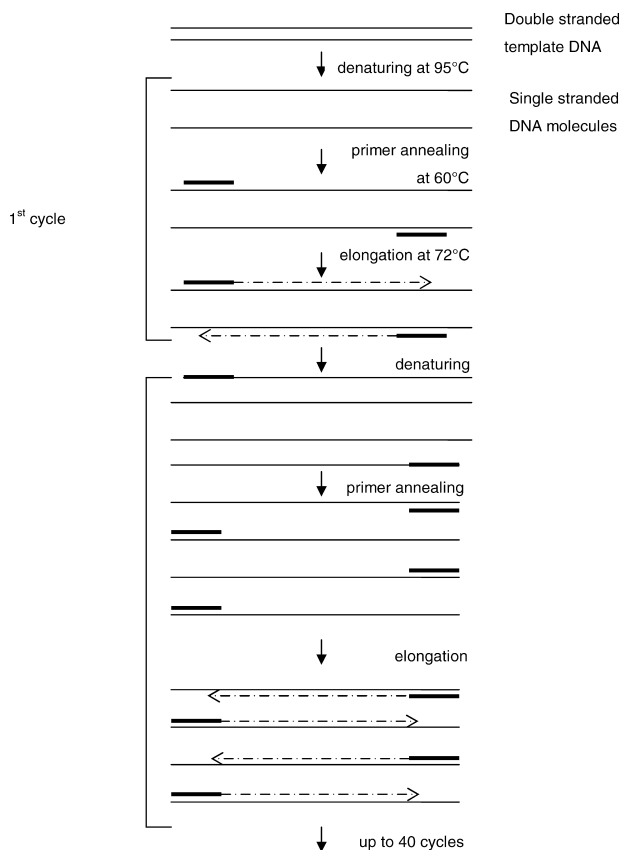 Double stranded
template DNA
denaturing at 95°C
Single stranded
DNA molecules
primer annealing
at 60°C
1st cycle
elongation at 72°C
denaturing
primer annealing
elongation
up to 40 cycles